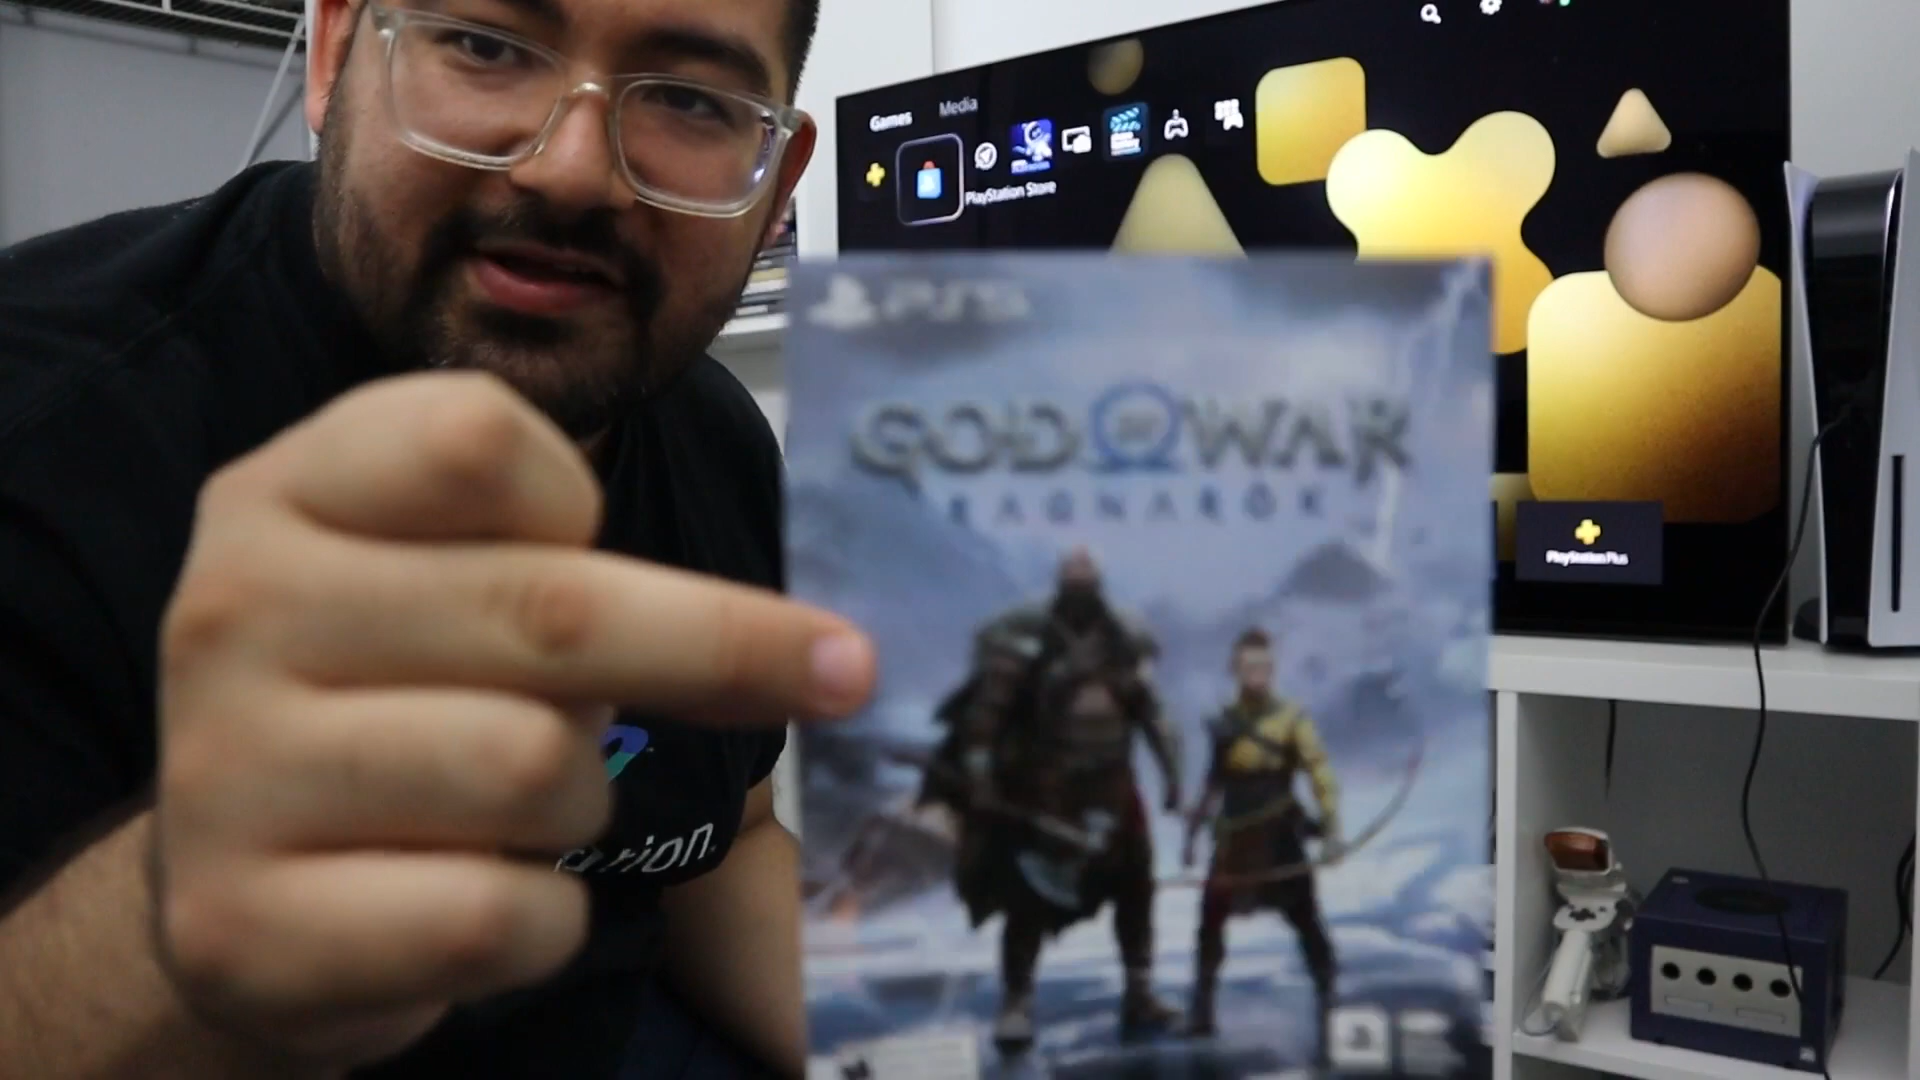 Games Media
PlayStation Store
PS5
GOD OF WAR
RAGNARÖK
PlayStation Plus